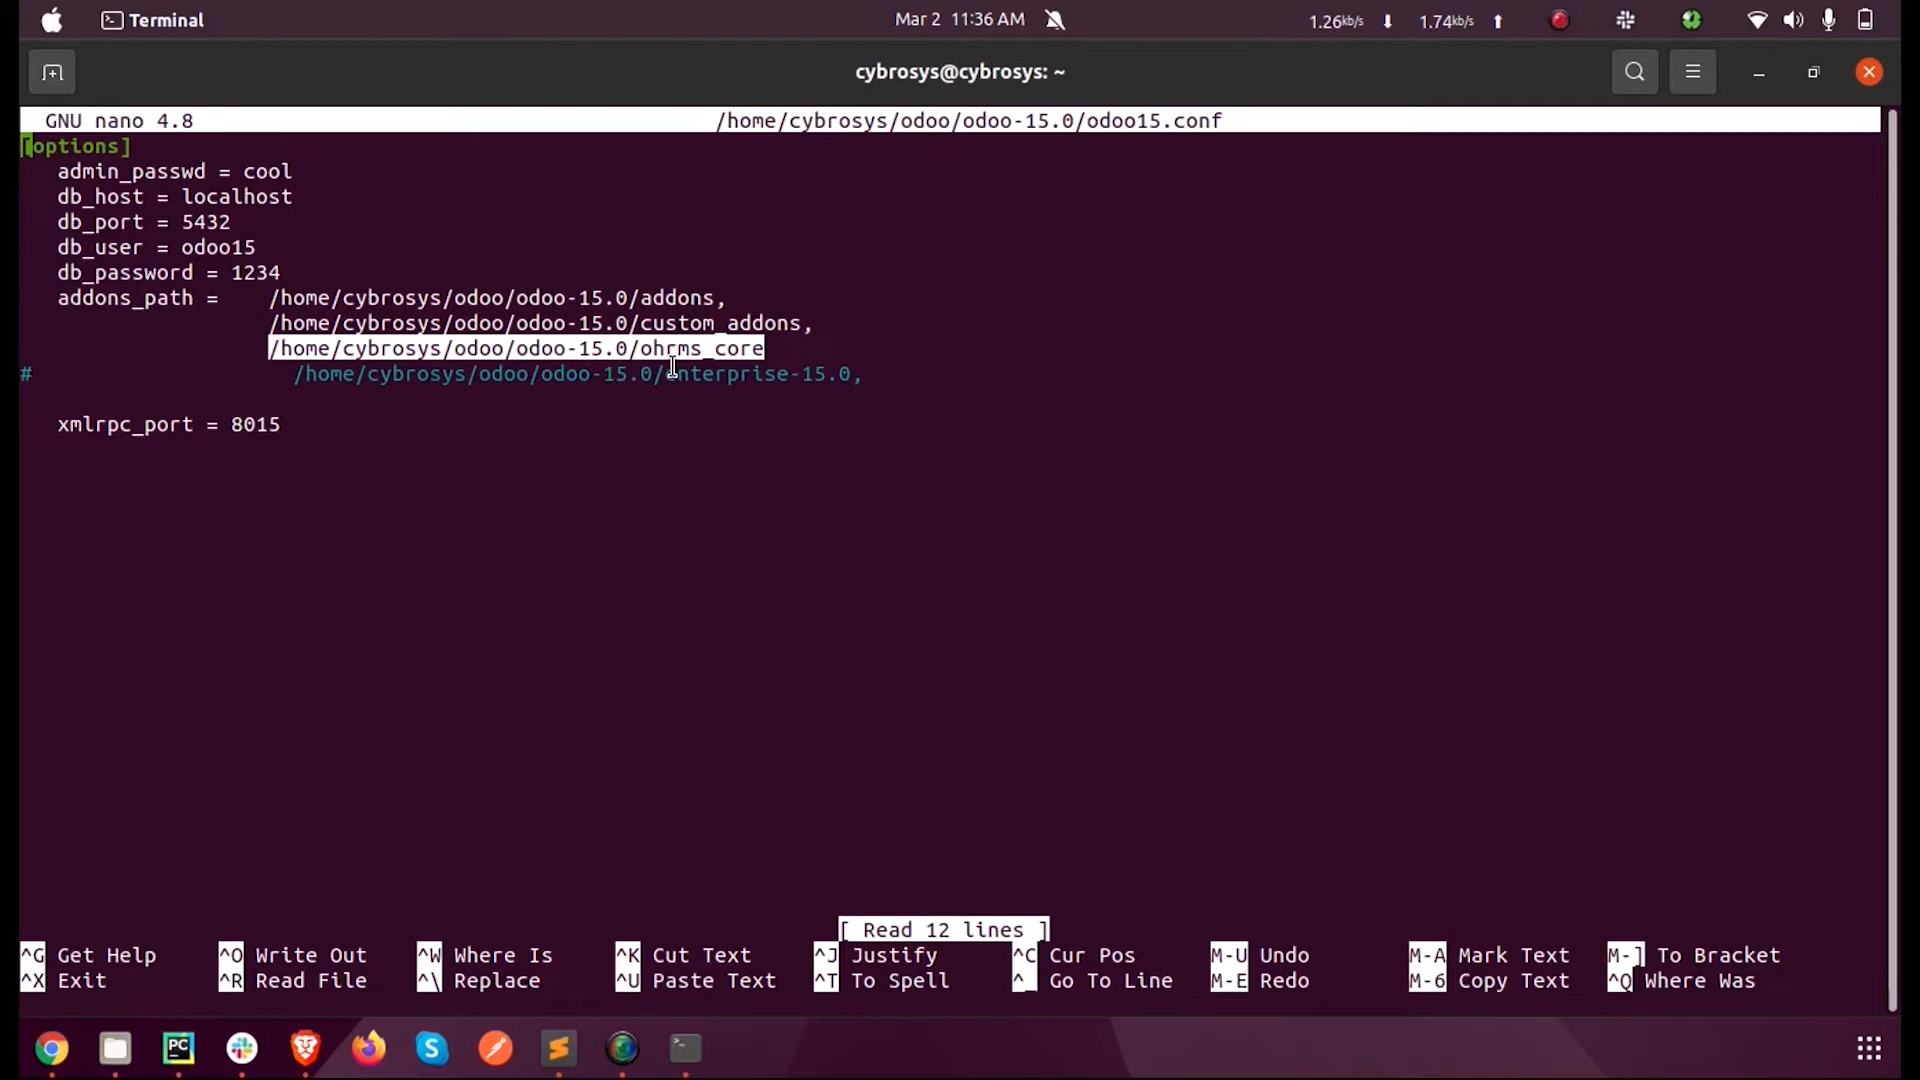 Terminal
Mar 2 11:36 AM
1.26kb/s
1.74kb/s
cybrosys@cybrosys: ~
GNU nano 4.8 /home/cybrosys/odoo/odoo-15.0/odoo15.conf
[options]
admin_passwd = cool
db_host = localhost
db_port = 5432
db_user = odoo15
db_password = 1234
addons_path = /home/cybrosys/odoo/odoo-15.0/addons,
/home/cybrosys/odoo/odoo-15.0/custom_addons,
/home/cybrosys/odoo/odoo-15.0/ohrms_core
# /home/cybrosys/odoo/odoo-15.0/enterprise-15.0,
xmlrpc_port = 8015
[ Read 12 lines ]
^G Get Help ^O Write Out ^W Where Is ^K Cut Text ^J Justify ^C Cur Pos M-U Undo M-A Mark Text M-] To Bracket
^X Exit ^R Read File ^\ Replace ^U Paste Text ^T To Spell ^_ Go To Line M-E Redo M-6 Copy Text ^Q Where Was
PC